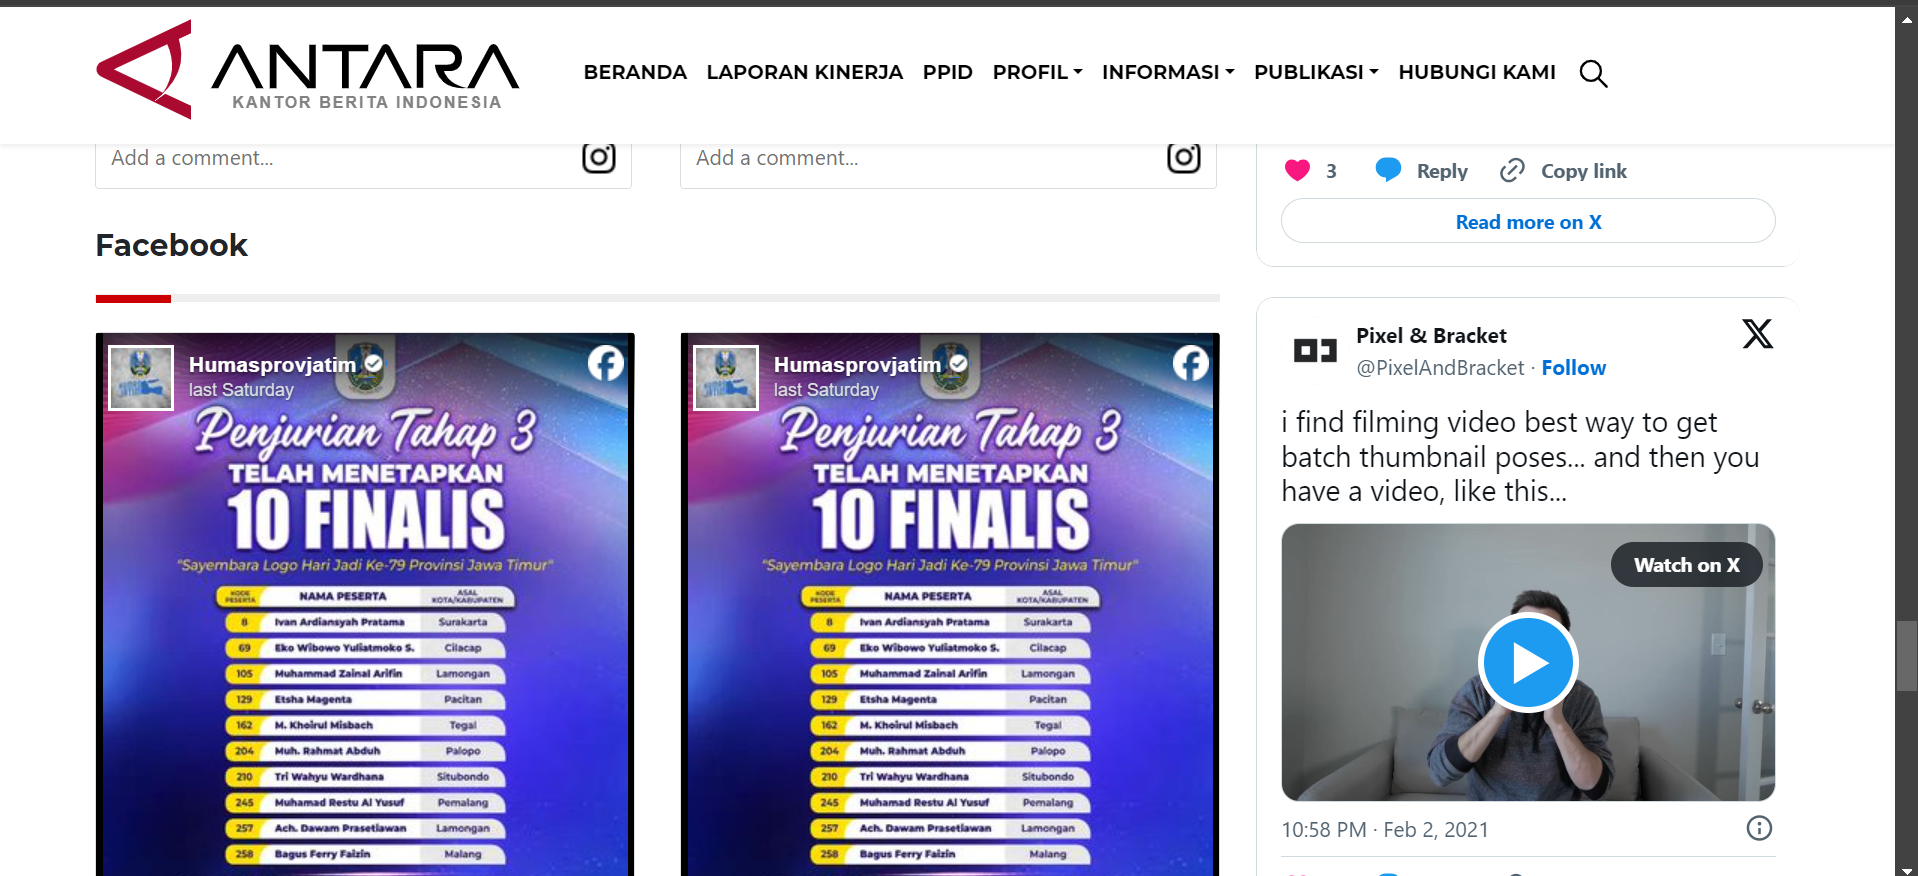 ANTARA
KANTOR BERITA INDONESIA
BERANDA LAPORAN KINERJA PPID PROFIL INFORMASI PUBLIKASI HUBUNGI KAMI
Add a comment...
Add a comment...
Facebook
Humasprovjatim
last Saturday
Penjurian Tahap 3
TELAH MENETAPKAN
10 FINALIS
"Sayembara Logo Hari Jadi Ke-79 Provinsi Jawa Timur"
KODE PESERTA NAMA PESERTA ASAL KOTA/KABUPATEN
8 Ivan Ardiansyah Pratama Surakarta
69 Eko Wibowo Yuliatmoko S. Cilacap
105 Muhammad Zainal Arifin Lamongan
129 Etsha Magenta Pacitan
162 M. Khoirul Misbach Tegal
204 Muh. Rahmat Abduh Palopo
210 Tri Wahyu Wardhana Situbondo
245 Muhamad Restu Al Yusuf Pemalang
257 Ach. Dawam Prasetiawan Lamongan
258 Bagus Ferry Faizin Malang
Humasprovjatim
last Saturday
Penjurian Tahap 3
TELAH MENETAPKAN
10 FINALIS
"Sayembara Logo Hari Jadi Ke-79 Provinsi Jawa Timur"
KODE PESERTA NAMA PESERTA ASAL KOTA/KABUPATEN
8 Ivan Ardiansyah Pratama Surakarta
69 Eko Wibowo Yuliatmoko S. Cilacap
105 Muhammad Zainal Arifin Lamongan
129 Etsha Magenta Pacitan
162 M. Khoirul Misbach Tegal
204 Muh. Rahmat Abduh Palopo
210 Tri Wahyu Wardhana Situbondo
245 Muhamad Restu Al Yusuf Pemalang
257 Ach. Dawam Prasetiawan Lamongan
258 Bagus Ferry Faizin Malang
3 Reply Copy link
Read more on X
Pixel & Bracket
@PixelAndBracket · Follow
i find filming video best way to get
batch thumbnail poses... and then you
have a video, like this...
Watch on X
10:58 PM · Feb 2, 2021